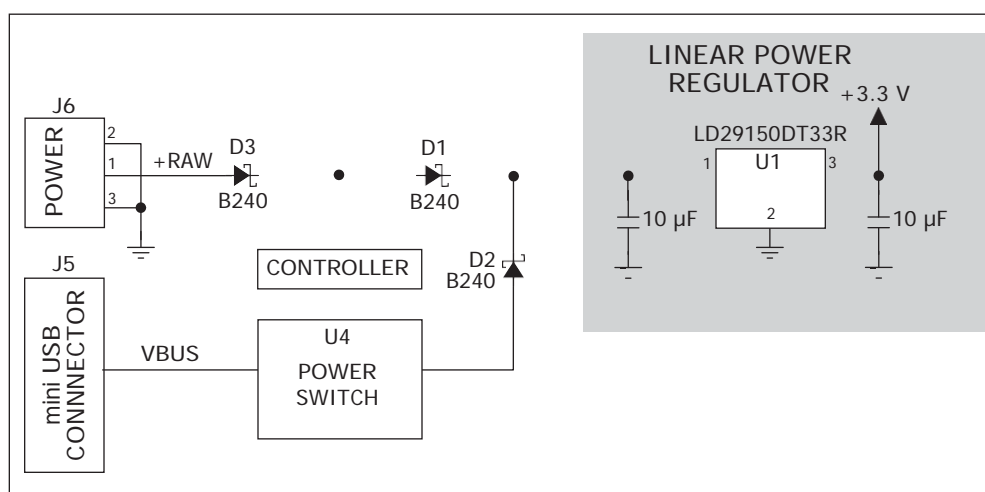 LINEAR POWER
REGULATOR
+3.3 V
J6
POWER
2
1
3
+RAW
D3
B240
D1
B240
LD29150DT33R
1
U1
3
2
10 µF
10 µF
D2
B240
CONTROLLER
J5
mini USB
CONNNECTOR
VBUS
U4
POWER
SWITCH